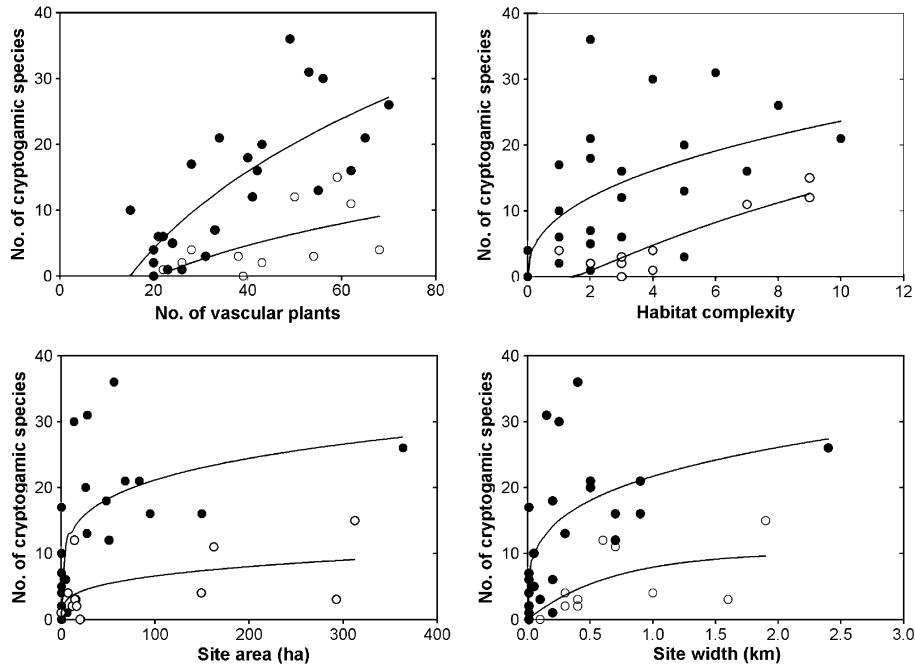 40
30
20
10
0
No. of cryptogamic species
0 20 40 60 80
No. of vascular plants
40
30
20
10
0
No. of cryptogamic species
0 2 4 6 8 10 12
Habitat complexity
40
30
20
10
0
No. of cryptogamic species
0 100 200 300 400
Site area (ha)
40
30
20
10
0
No. of cryptogamic species
0.0 0.5 1.0 1.5 2.0 2.5 3.0
Site width (km)